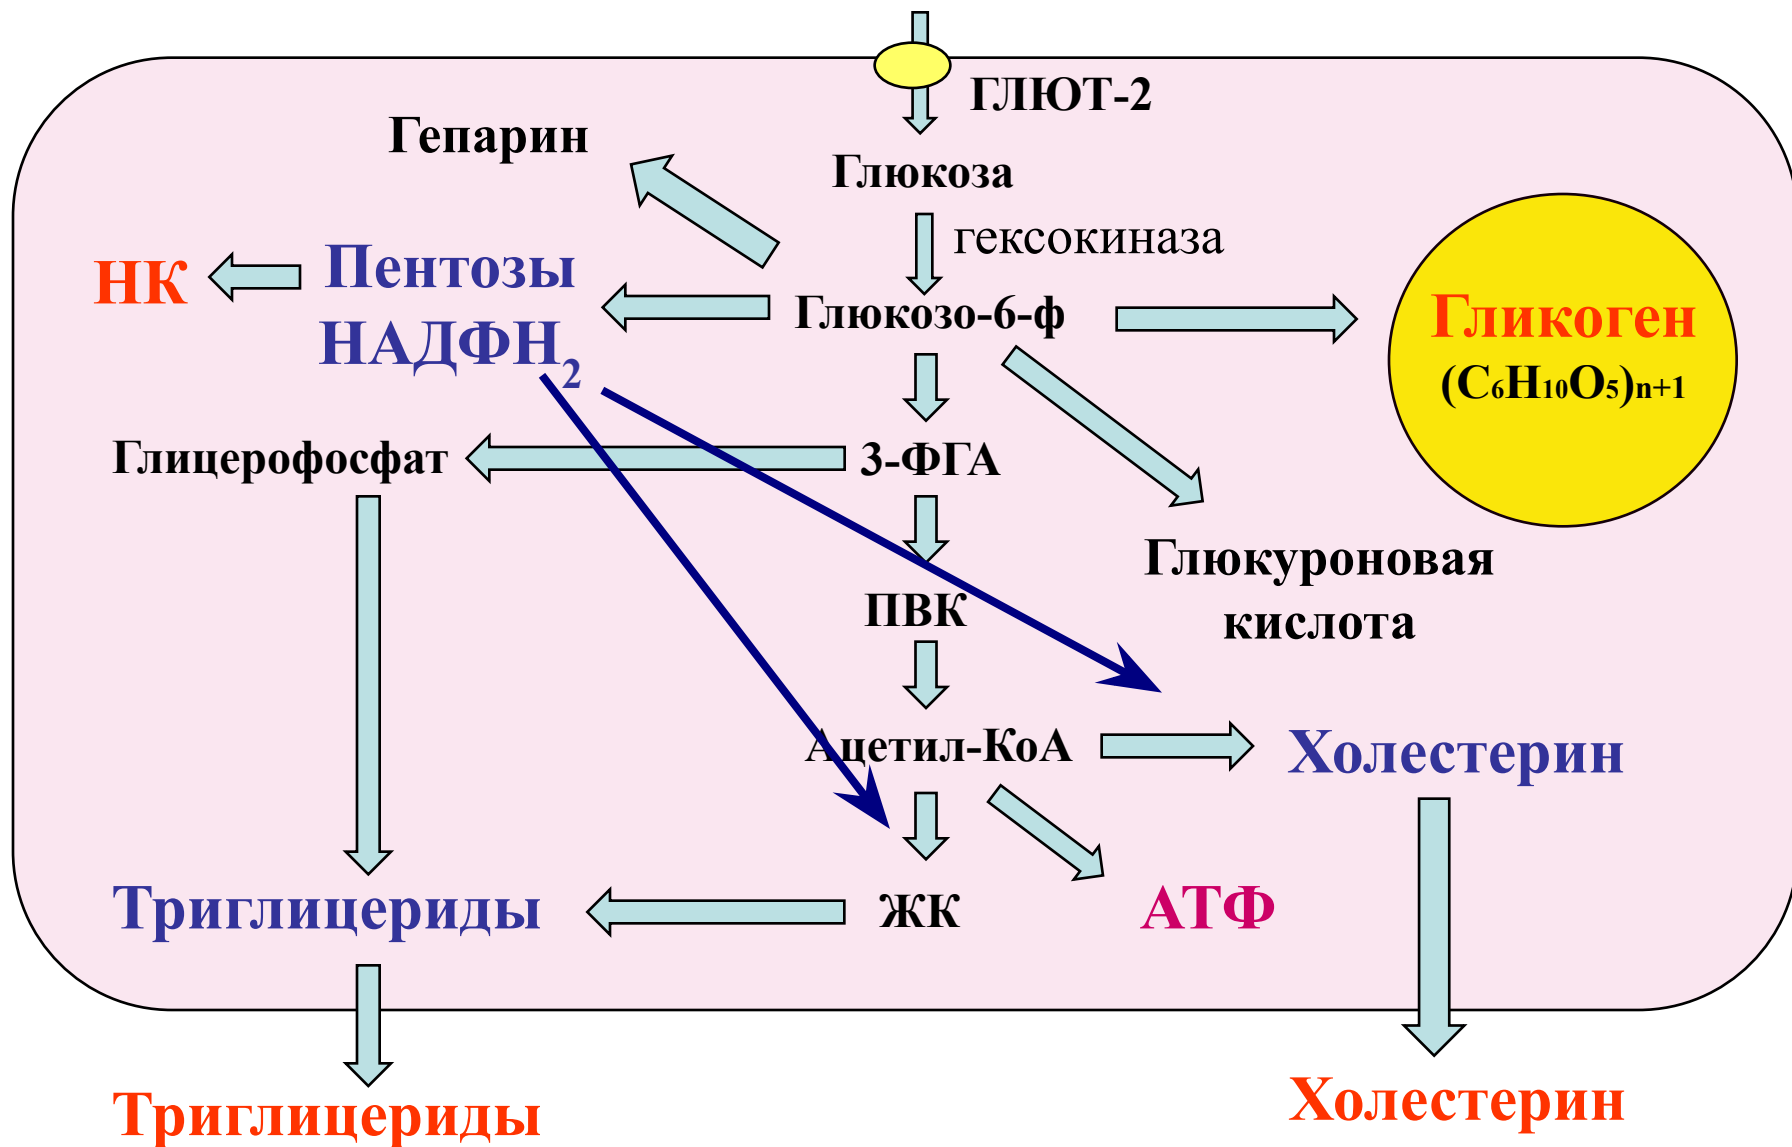 ГЛЮТ-2
Гепарин
Глюкоза
гексокиназа
НК
Пентозы
НАДФН₂
Глюкозо-6-ф
Гликоген
(C₆H₁₀O₅)n+1
Глицерофосфат
3-ФГА
Глюкуроновая
кислота
ПВК
Ацетил-КоА
Холестерин
Триглицериды
ЖК
АТФ
Триглицериды
Холестерин